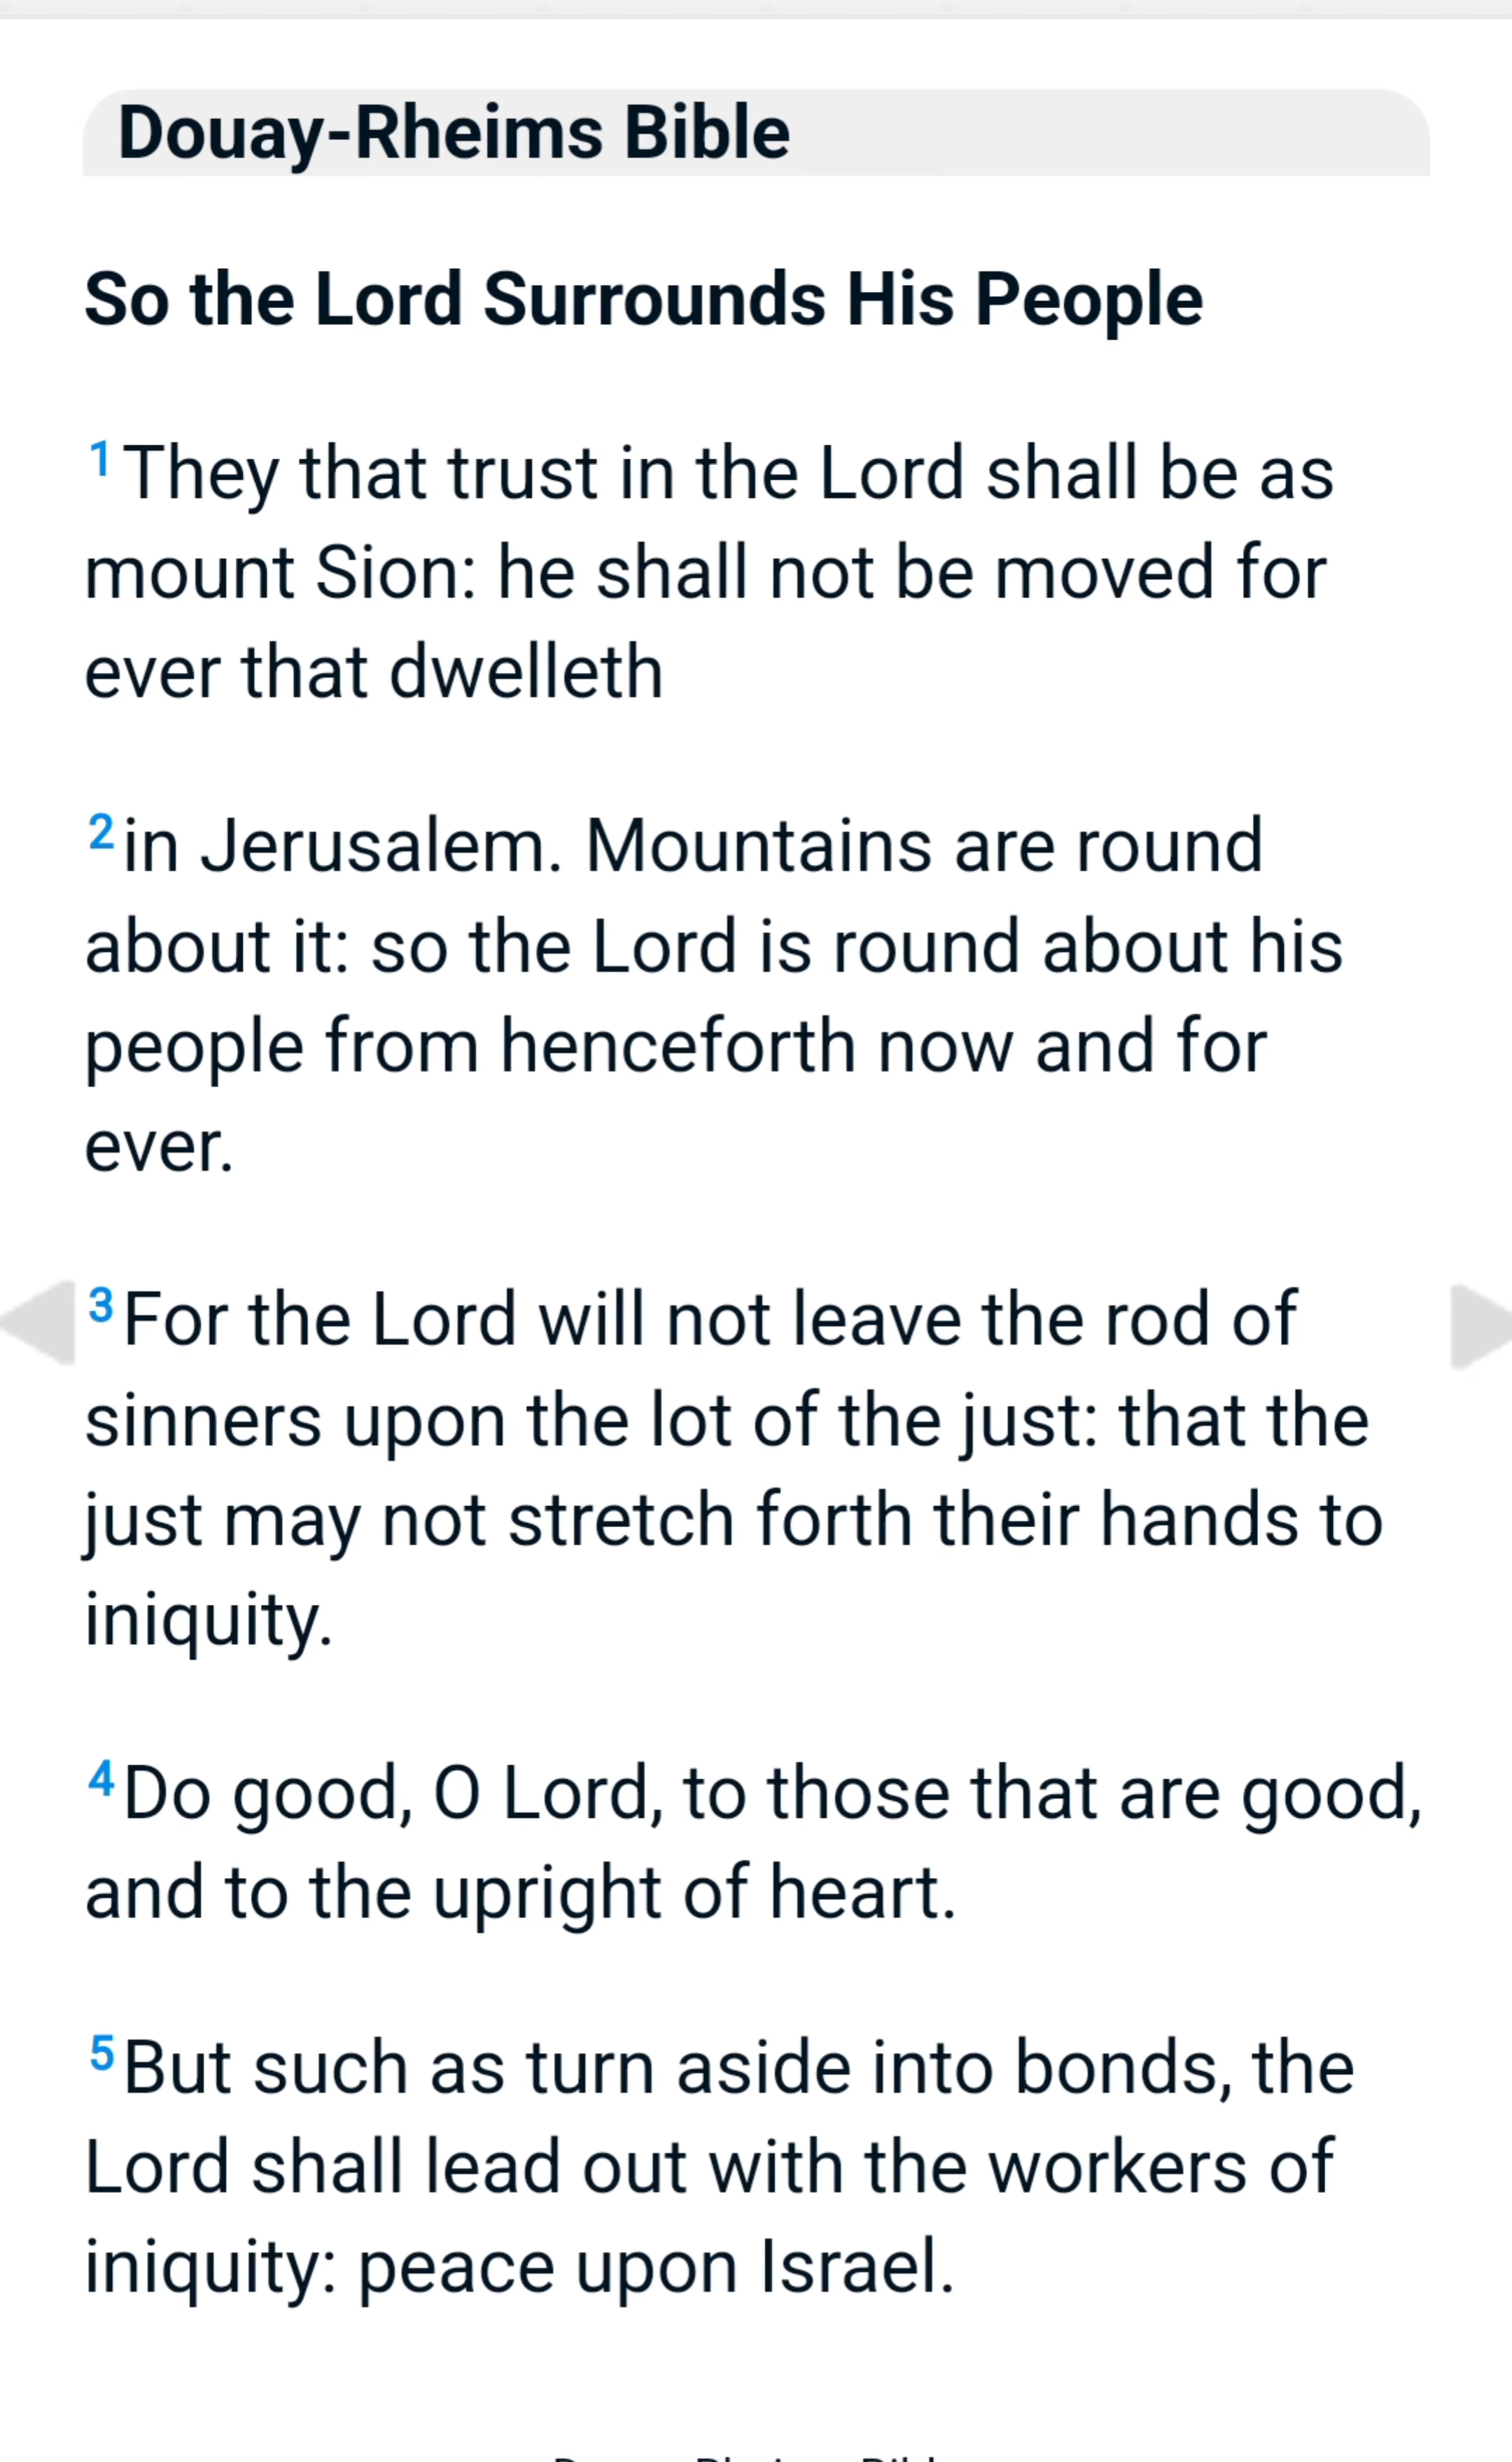 Douay-Rheims Bible
So the Lord Surrounds His People
1 They that trust in the Lord shall be as
mount Sion: he shall not be moved for
ever that dwelleth
2 in Jerusalem. Mountains are round
about it: so the Lord is round about his
people from henceforth now and for
ever.
3 For the Lord will not leave the rod of
sinners upon the lot of the just: that the
just may not stretch forth their hands to
iniquity.
4 Do good, O Lord, to those that are good,
and to the upright of heart.
5 But such as turn aside into bonds, the
Lord shall lead out with the workers of
iniquity: peace upon Israel.